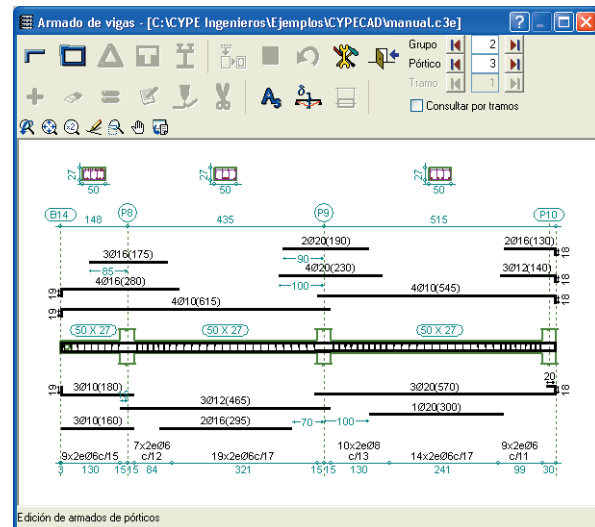 Armado de vigas - [C:\CYPE Ingenieros\Ejemplos\CYPECAD\manual.c3e]
Grupo 2
Pórtico 3
Tramo 1
Consultar por tramos
27 27 27
50 50 50
B14 148 P8 435 P9 515 P10
3Ø16(175) 2Ø20(190) 2Ø16(130)
85 90 18
4Ø16(280) 4Ø20(230) 3Ø12(140)
19 100 18
4Ø10(615) 4Ø10(545)
19 18
(50 X 27) (50 X 27) (50 X 27)
19 3Ø10(180) 3Ø20(570) 20 18
15 3Ø12(465) 1Ø20(300)
3Ø10(160) 2Ø16(295) 70 100
9x2eØ6c/15 7x2eØ6 c/12 19x2eØ6c/17 10x2eØ8 c/13 14x2eØ6c/17 9x2eØ6 c/11
3 130 15 15 84 321 15 15 130 241 99 30
Edición de armados de pórticos